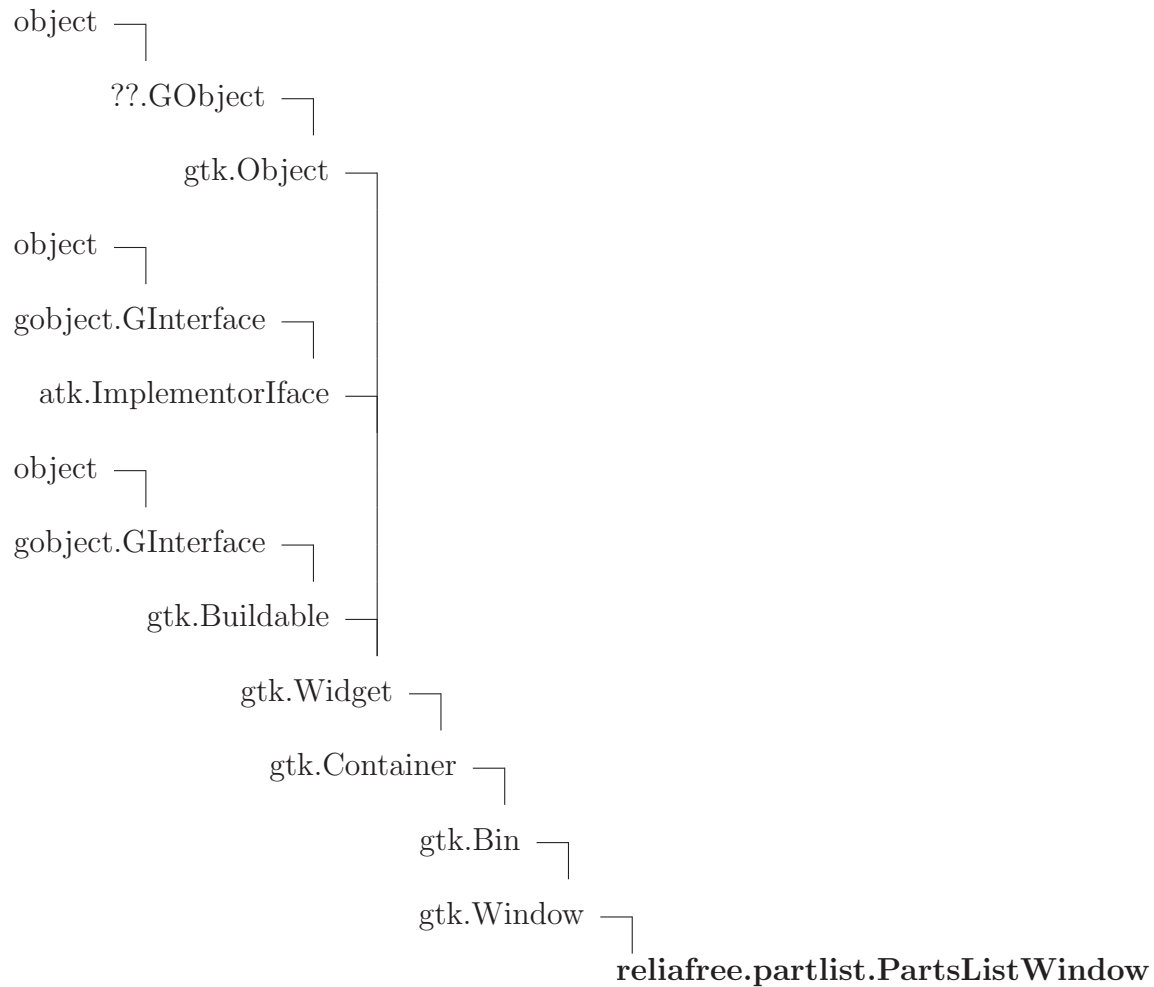 object
??.GObject
gtk.Object
object
gobject.GInterface
atk.ImplementorIface
object
gobject.GInterface
gtk.Buildable
gtk.Widget
gtk.Container
gtk.Bin
gtk.Window
reliafree.partlist.PartsListWindow